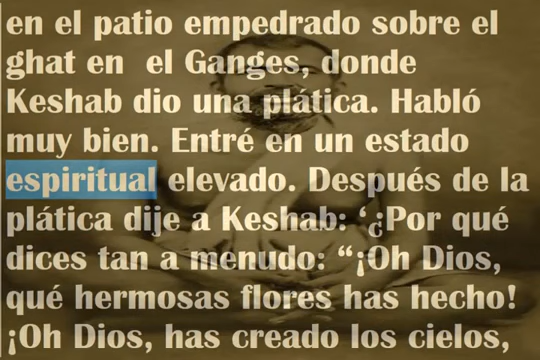 en el patio empedrado sobre el
ghat en el Ganges, donde
Keshab dio una plática. Habló
muy bien. Entré en un estado
espiritual elevado. Después de la
plática dije a Keshab: ‘¿Por qué
dices tan a menudo: “¡Oh Dios,
qué hermosas flores has hecho!
¡Oh Dios, has creado los cielos,